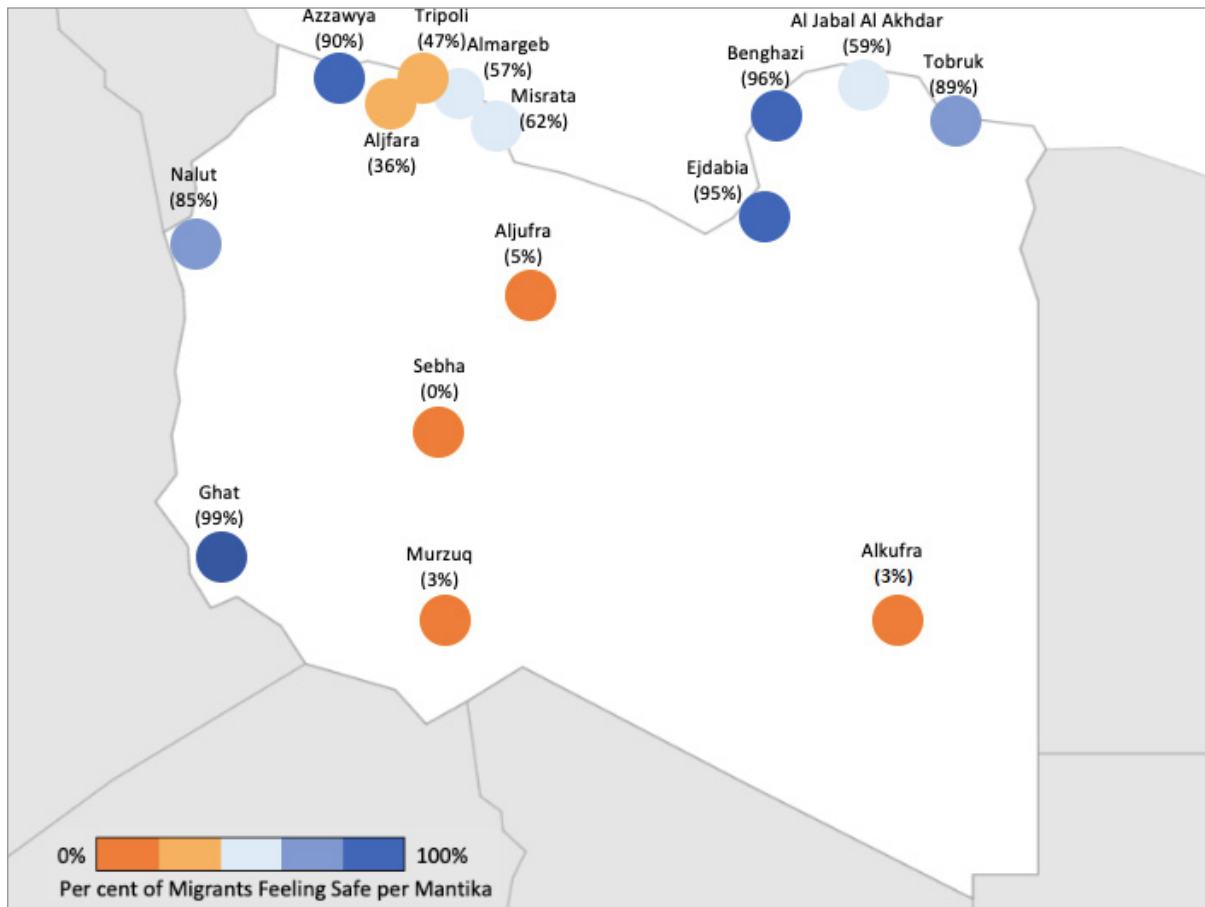 Azzawya
(90%)
Tripoli
(47%)
Almargeb
(57%)
Misrata
(62%)
Aljfara
(36%)
Al Jabal Al Akhdar
(59%)
Benghazi
(96%)
Tobruk
(89%)
Ejdabia
(95%)
Nalut
(85%)
Aljufra
(5%)
Sebha
(0%)
Ghat
(99%)
Murzuq
(3%)
Alkufra
(3%)
0% 100%
Per cent of Migrants Feeling Safe per Mantika